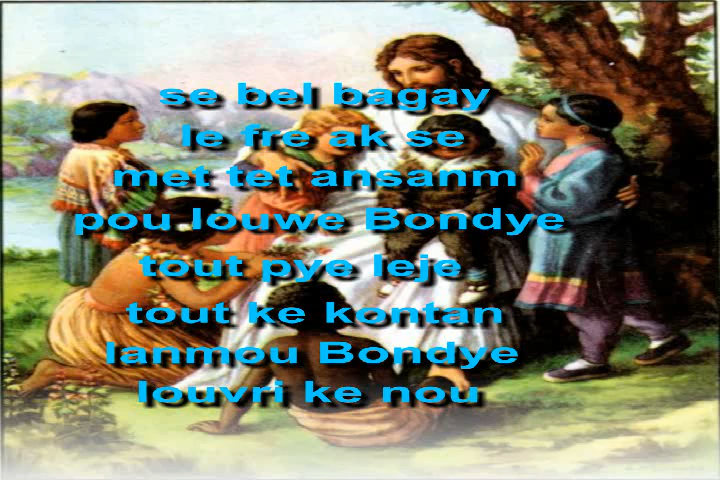 se bel bagay
le fre ak se
met tet ansanm
pou louwe Bondye
tout pye leje
tout ke kontan
lanmou Bondye
louvri ke nou